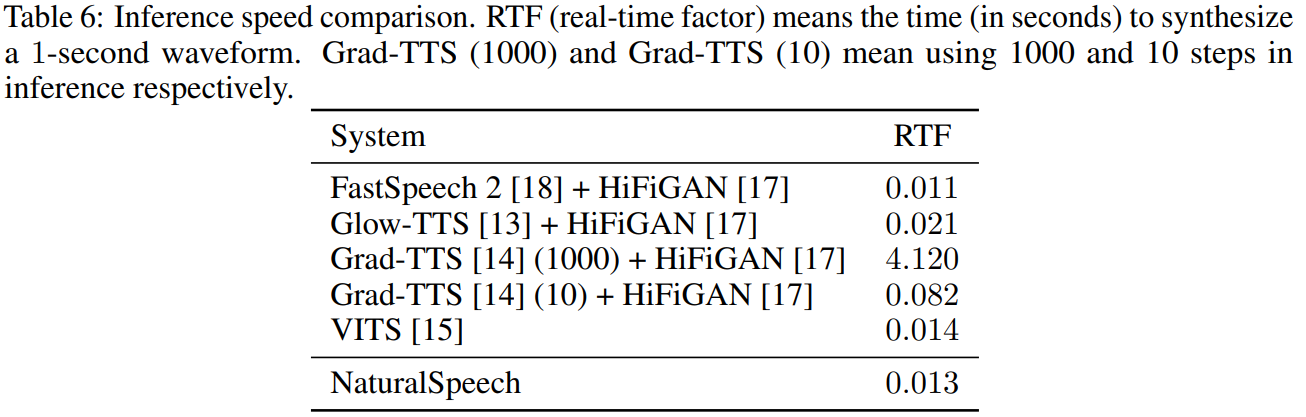 Table 6: Inference speed comparison. RTF (real-time factor) means the time (in seconds) to synthesize
a 1-second waveform. Grad-TTS (1000) and Grad-TTS (10) mean using 1000 and 10 steps in
inference respectively.
System RTF
FastSpeech 2 [18] + HiFiGAN [17] 0.011
Glow-TTS [13] + HiFiGAN [17] 0.021
Grad-TTS [14] (1000) + HiFiGAN [17] 4.120
Grad-TTS [14] (10) + HiFiGAN [17] 0.082
VITS [15] 0.014
NaturalSpeech 0.013